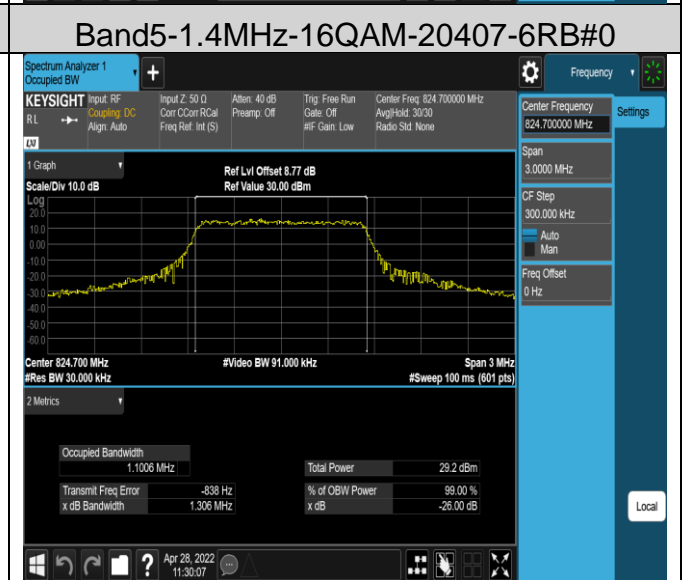 Band5-1.4MHz-16QAM-20407-6RB#0
Spectrum Analyzer 1
Occupied BW
+
Frequency
KEYSIGHT
RL
Input: RF
Coupling: DC
Align: Auto
Input Z: 50 Ω
Corr CCorr RCal
Freq Ref: Int (S)
Atten: 40 dB
Preamp: Off
Trig: Free Run
Gate: Off
#IF Gain: Low
Center Freq: 824.700000 MHz
Avg|Hold: 30/30
Radio Std: None
LXI
Center Frequency
824.700000 MHz
Settings
Span
3.0000 MHz
CF Step
300.000 kHz
Auto
Man
Freq Offset
0 Hz
1 Graph
Scale/Div 10.0 dB
Ref Lvl Offset 8.77 dB
Ref Value 30.00 dBm
Log
20.0
10.0
0.00
-10.0
-20.0
-30.0
-40.0
-50.0
-60.0
Center 824.700 MHz
#Video BW 91.000 kHz
Span 3 MHz
#Res BW 30.000 kHz
#Sweep 100 ms (601 pts)
2 Metrics
Occupied Bandwidth
1.1006 MHz
Total Power 29.2 dBm
Transmit Freq Error -838 Hz
% of OBW Power 99.00 %
x dB Bandwidth 1.306 MHz
x dB -26.00 dB
Local
?
Apr 28, 2022
11:30:07